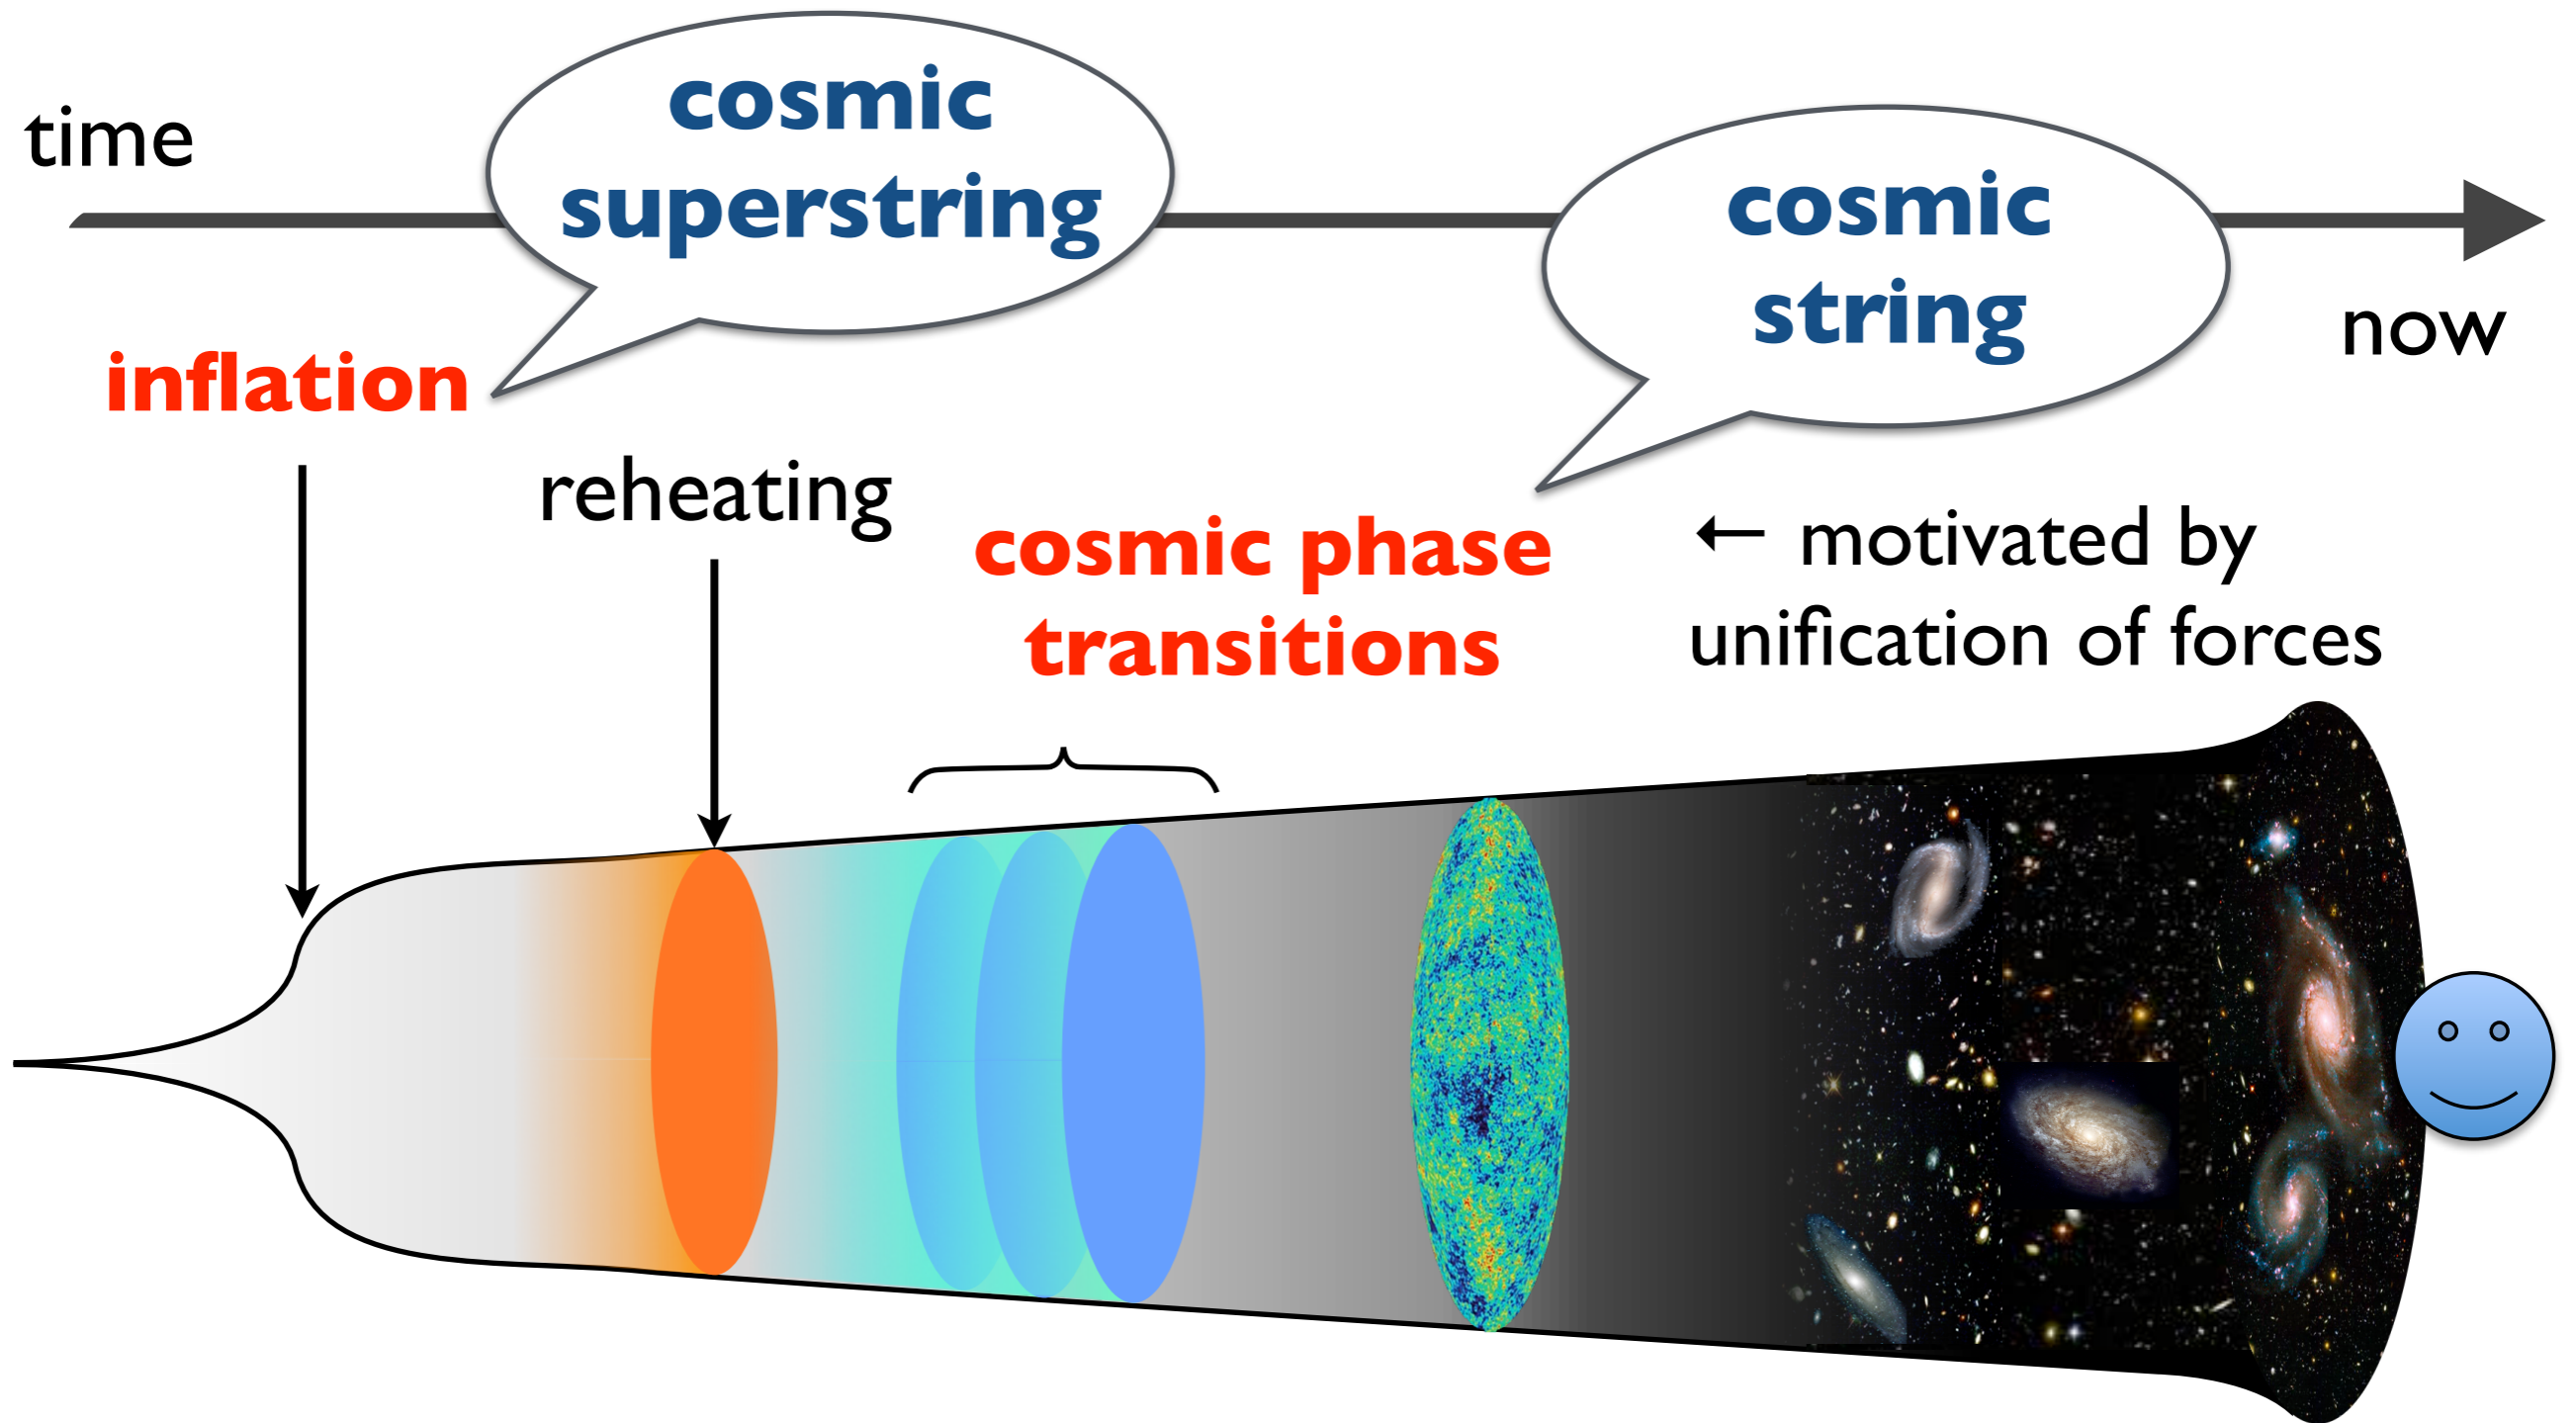 time
cosmic
superstring
cosmic
string
now
inflation
reheating
cosmic phase
transitions
← motivated by
unification of forces